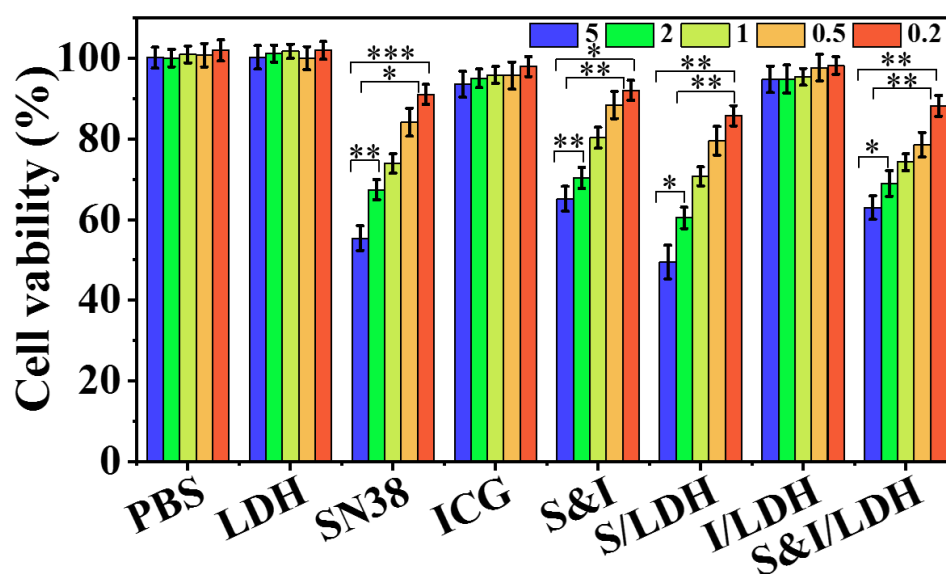 5 2 1 0.5 0.2
100
80
60
40
20
0
Cell vability (%)
*** * **
* ** **
** ** *
** ** *
PBS LDH SN38 ICG S&I S/LDH I/LDH S&I/LDH